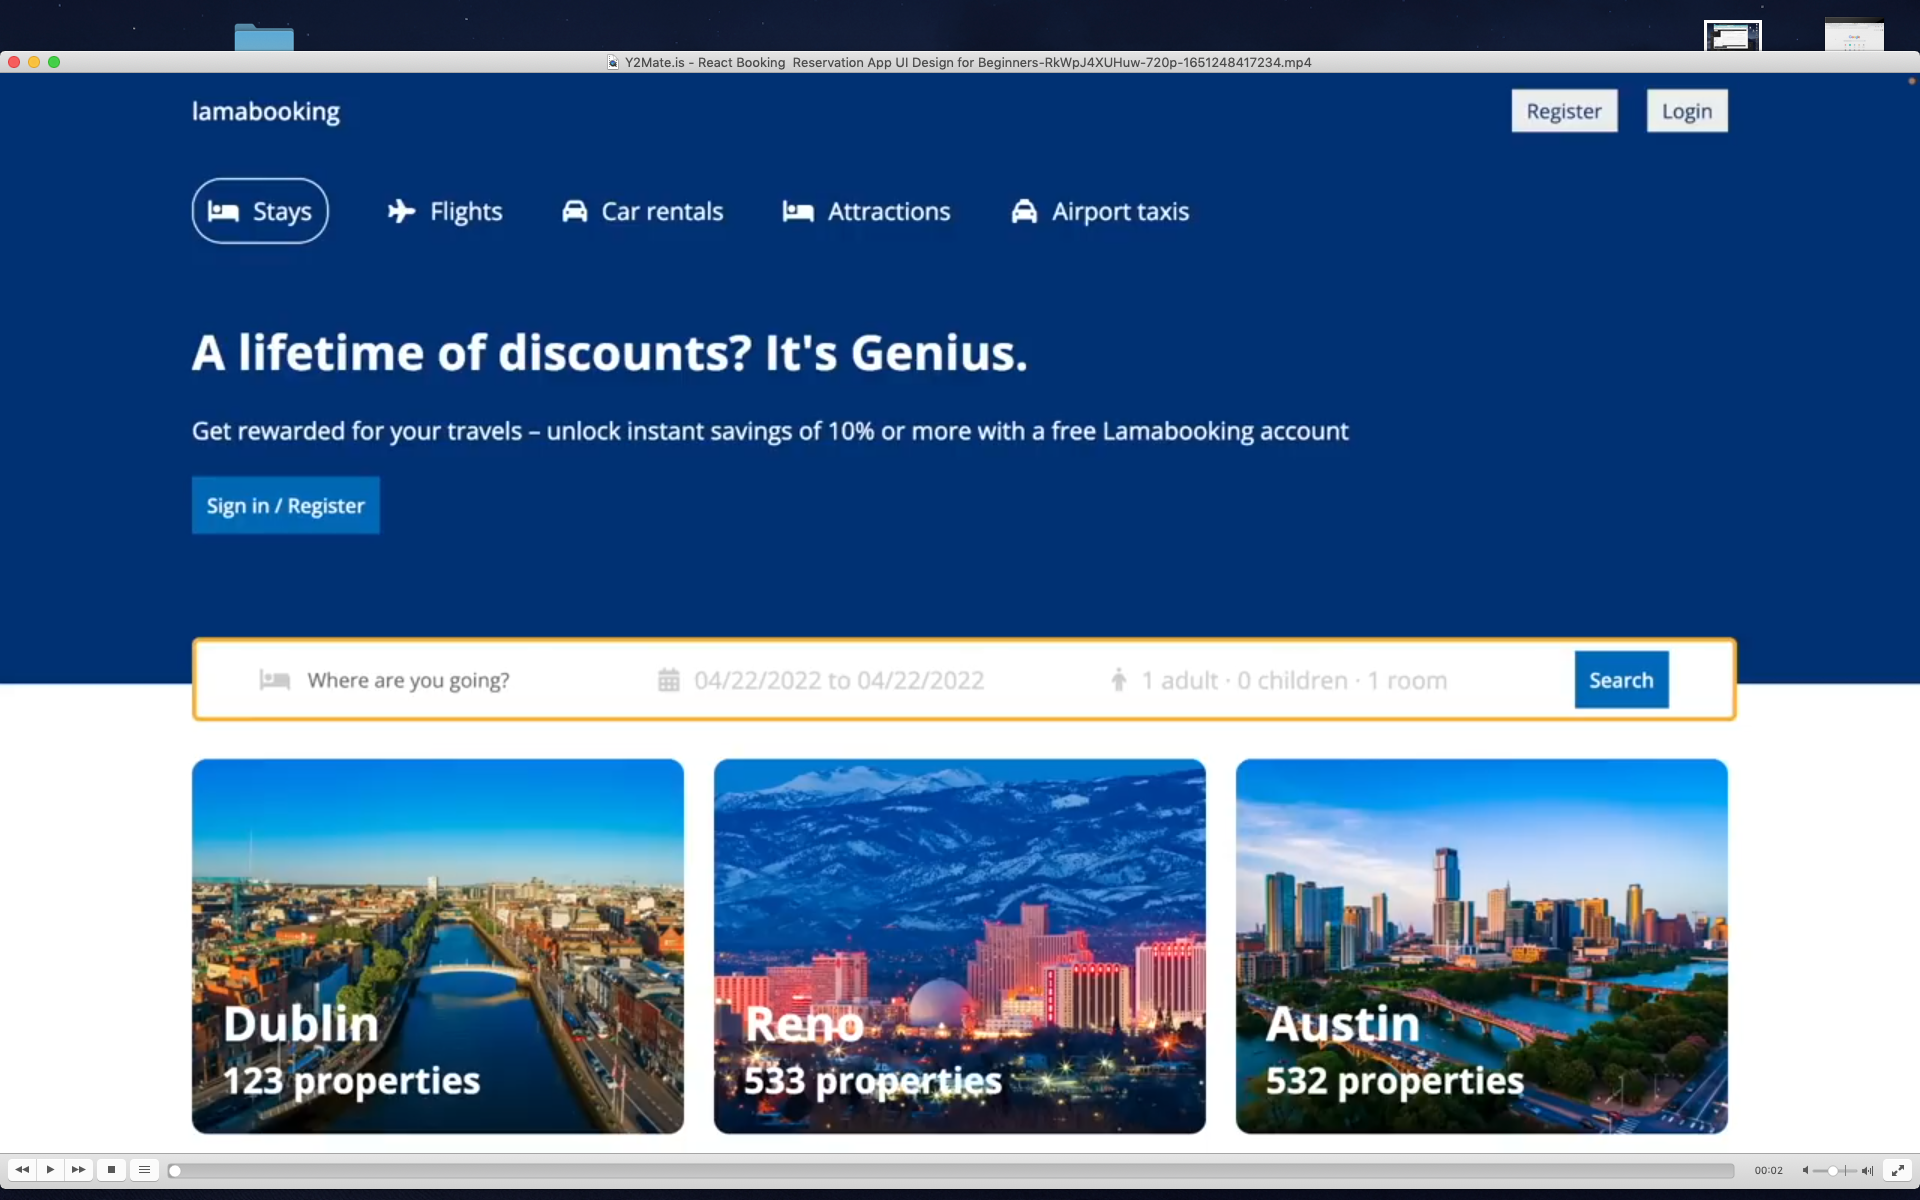 Y2Mate.is - React Booking  Reservation App UI Design for Beginners-RkWpJ4XUHuw-720p-1651248417234.mp4
lamabooking
Register
Login
Stays
Flights
Car rentals
Attractions
Airport taxis
A lifetime of discounts? It's Genius.
Get rewarded for your travels – unlock instant savings of 10% or more with a free Lamabooking account
Sign in / Register
Where are you going?
04/22/2022 to 04/22/2022
1 adult · 0 children · 1 room
Search
Dublin
123 properties
Reno
533 properties
Austin
532 properties
00:02